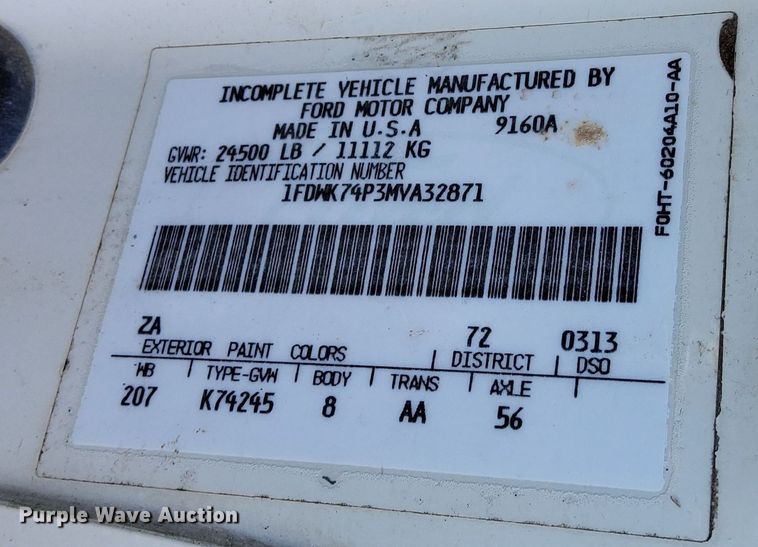 INCOMPLETE VEHICLE MANUFACTURED BY
FORD MOTOR COMPANY
MADE IN U.S.A 9160A
GVWR: 24500 LB / 11112 KG
VEHICLE IDENTIFICATION NUMBER
1FDWK74P3MVA32871
F0HT-60204A10-AA
ZA 72 0313
EXTERIOR PAINT COLORS DISTRICT DSO
WB TYPE-GVW BODY TRANS AXLE
207 K74245 8 AA 56
Purple Wave Auction